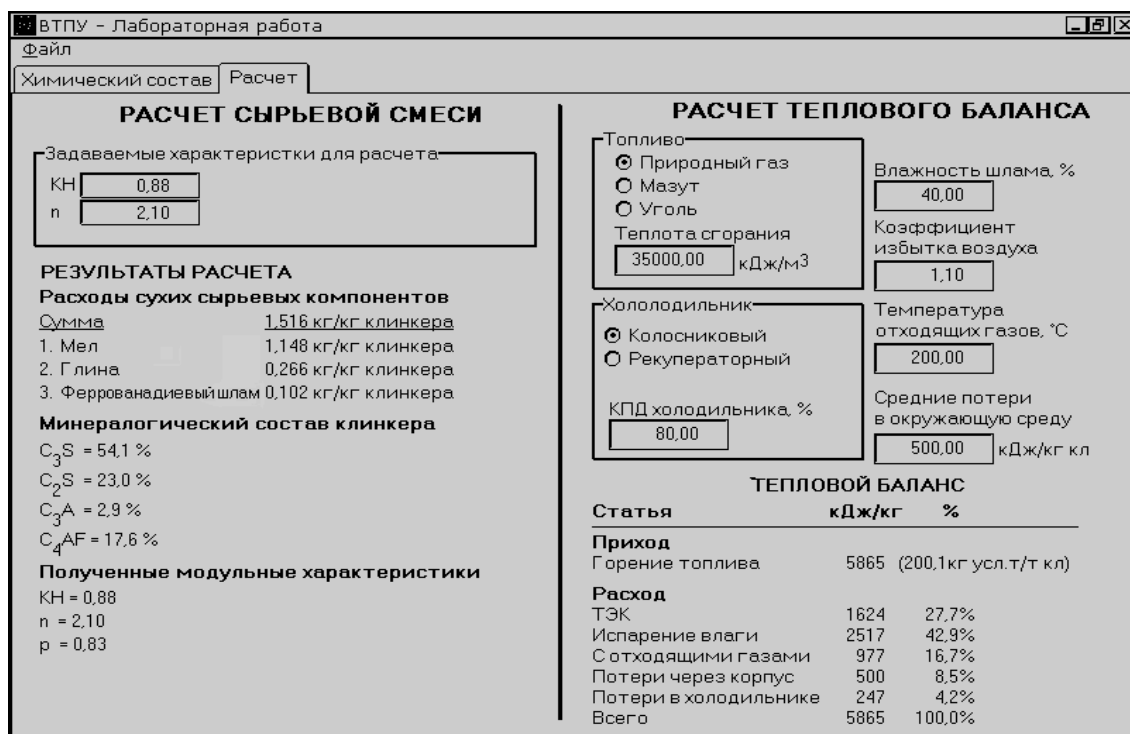 ВТПУ - Лабораторная работа
Файл
Химический состав Расчет
РАСЧЕТ СЫРЬЕВОЙ СМЕСИ
Задаваемые характеристки для расчета
КН 0,88
n 2,10
РЕЗУЛЬТАТЫ РАСЧЕТА
Расходы сухих сырьевых компонентов
Сумма 1,516 кг/кг клинкера
1. Мел 1,148 кг/кг клинкера
2. Глина 0,266 кг/кг клинкера
3. Феррованадиевый шлам 0,102 кг/кг клинкера
Минералогический состав клинкера
C3S = 54,1 %
C2S = 23,0 %
C3A = 2,9 %
C4AF = 17,6 %
Полученные модульные характеристики
КН = 0,88
n = 2,10
p = 0,83
РАСЧЕТ ТЕПЛОВОГО БАЛАНСА
Топливо
Природный газ
Мазут
Уголь
Теплота сгорания
35000,00 кДж/м3
Влажность шлама, %
40,00
Коэффициент
избытка воздуха
1,10
Хололодильник
Колосниковый
Рекуператорный
КПД холодильника, %
80,00
Температура
отходящих газов, °С
200,00
Средние потери
в окружающую среду
500,00 кДж/кг кл
ТЕПЛОВОЙ БАЛАНС
Статья кДж/кг %
Приход
Горение топлива 5865 (200,1кг усл.т/т кл)
Расход
ТЭК 1624 27,7%
Испарение влаги 2517 42,9%
С отходящими газами 977 16,7%
Потери через корпус 500 8,5%
Потери в холодильнике 247 4,2%
Всего 5865 100,0%